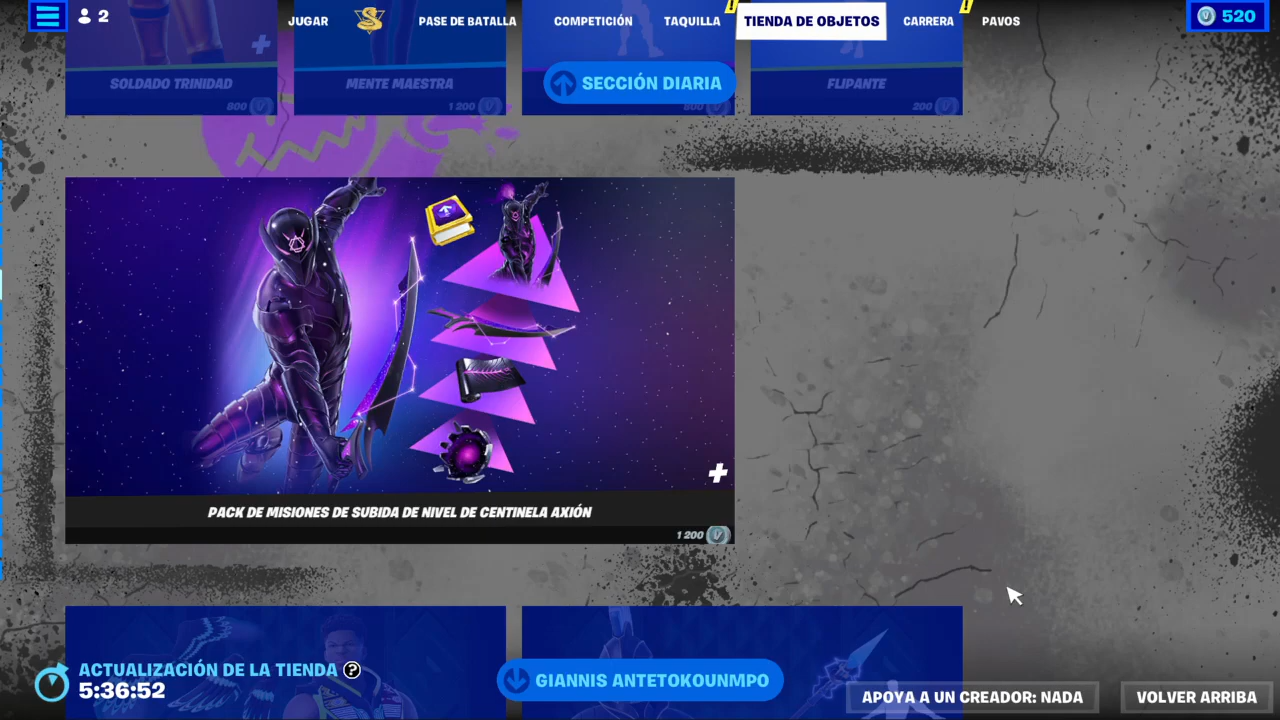 2
JUGAR
PASE DE BATALLA
COMPETICIÓN
TAQUILLA
TIENDA DE OBJETOS
CARRERA
PAVOS
520
SOLDADO TRINIDAD
800
MENTE MAESTRA
1 200
SECCIÓN DIARIA
800
FLIPANTE
200
PACK DE MISIONES DE SUBIDA DE NIVEL DE CENTINELA AXIÓN
1 200
ACTUALIZACIÓN DE LA TIENDA ?
5:36:52
GIANNIS ANTETOKOUNMPO
APOYA A UN CREADOR: NADA
VOLVER ARRIBA